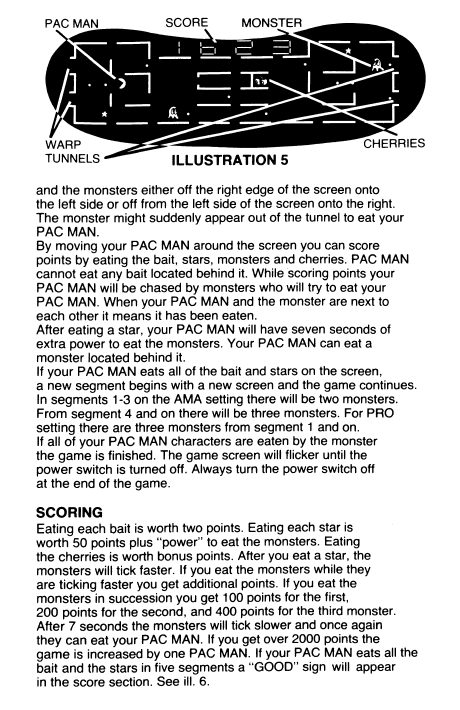 PAC MAN SCORE MONSTER
1623
WARP
TUNNELS
CHERRIES
ILLUSTRATION 5
and the monsters either off the right edge of the screen onto
the left side or off from the left side of the screen onto the right.
The monster might suddenly appear out of the tunnel to eat your
PAC MAN.
By moving your PAC MAN around the screen you can score
points by eating the bait, stars, monsters and cherries. PAC MAN
cannot eat any bait located behind it. While scoring points your
PAC MAN will be chased by monsters who will try to eat your
PAC MAN. When your PAC MAN and the monster are next to
each other it means it has been eaten.
After eating a star, your PAC MAN will have seven seconds of
extra power to eat the monsters. Your PAC MAN can eat a
monster located behind it.
If your PAC MAN eats all of the bait and stars on the screen,
a new segment begins with a new screen and the game continues.
In segments 1-3 on the AMA setting there will be two monsters.
From segment 4 and on there will be three monsters. For PRO
setting there are three monsters from segment 1 and on.
If all of your PAC MAN characters are eaten by the monster
the game is finished. The game screen will flicker until the
power switch is turned off. Always turn the power switch off
at the end of the game.
SCORING
Eating each bait is worth two points. Eating each star is
worth 50 points plus "power" to eat the monsters. Eating
the cherries is worth bonus points. After you eat a star, the
monsters will tick faster. If you eat the monsters while they
are ticking faster you get additional points. If you eat the
monsters in succession you get 100 points for the first,
200 points for the second, and 400 points for the third monster.
After 7 seconds the monsters will tick slower and once again
they can eat your PAC MAN. If you get over 2000 points the
game is increased by one PAC MAN. If your PAC MAN eats all the
bait and the stars in five segments a "GOOD" sign will appear
in the score section. See ill. 6.